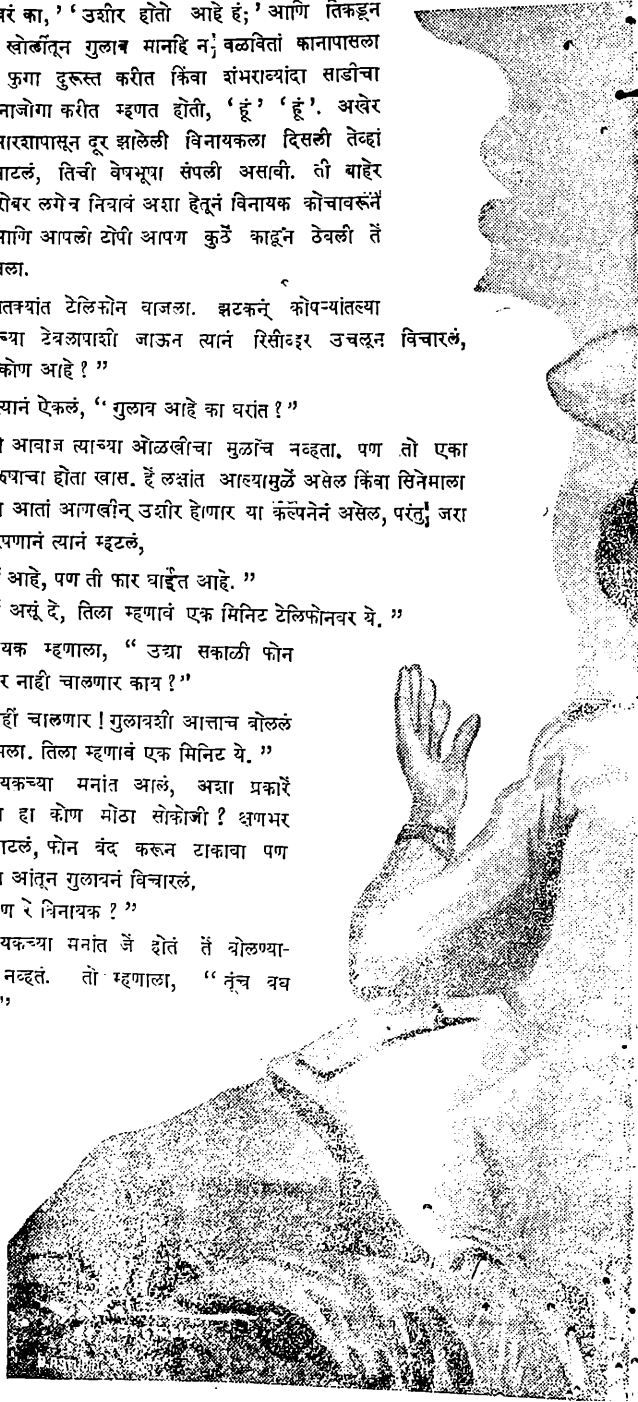 वरं का,’ ‘ उशीर होतो आहे हं;’ आणि तिकडून
खोलींतून गुलाब मानहि न वळवितां कानापासला
फुगा दुरूस्त करीत किंवा शंभराव्यांदा साडीचा
नाजोगा करीत म्हणत होती, ‘ हूं ’ ‘ हूं ’. अखेर
आरशापासून दूर झालेली विनायकला दिसली तेव्हां
वाटलं, तिची वेषभूषा संपली असावी. ती बाहेर
बरोबर लगेच निघावं अशा हेतूनं विनायक कोचावरून
आणि आपली टोपी आपण कुठें काढून ठेवली तें
ला.
तक्यांत टेलिफोन वाजला. झटकन् कोपऱ्यांतल्या
च्या टेबलापाशी जाऊन त्यानं रिसीव्हर उचलून विचारलं,
कोण आहे ? ”
त्यानं ऐकलं, “ गुलाब आहे का घरांत ? ”
आवाज त्याच्या ओळखीचा मुळींच नव्हता. पण तो एका
रूपाचा होता खास. हें लक्षांत आल्यामुळें असेल किंवा सिनेमाला
आतां आणखीन् उशीर होणार या कल्पनेनं असेल, परंतु जरा
पणानं त्यानं म्हटलं,
आहे, पण ती फार घाईंत आहे. ”
असूं दे, तिला म्हणावं एक मिनिट टेलिफोनवर ये. ”
यक म्हणाला, “ उद्या सकाळी फोन
र नाही चालणार काय ? ”
हीं चालणार ! गुलाबशी आत्ताच बोललं
ला. तिला म्हणावं एक मिनिट ये. ”
यकच्या मनांत आलं, अशा प्रकारें
हा कोण मोठा सोकोजी ? क्षणभर
वाटलं, फोन बंद करून टाकावा पण
आंतून गुलाबनं विचारलं,
ण रे विनायक ? ”
यकच्या मनांत जें होतं तें बोलण्या-
नव्हतं. तो म्हणाला, “ तूंच बघ
”